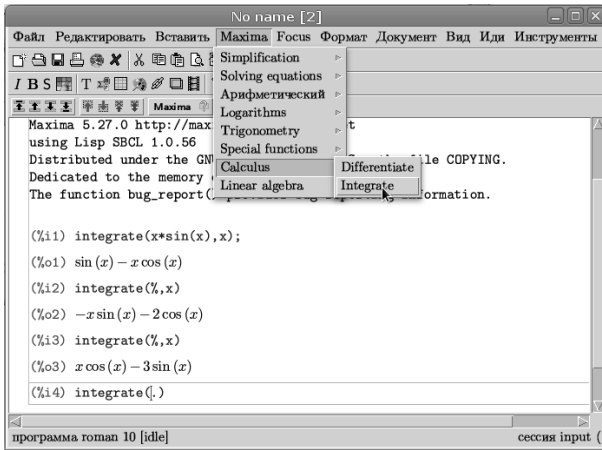 No name [2]
Файл Редактировать Вставить Maxima Focus Формат Документ Вид Иди Инструменты
Simplification
Solving equations
Арифметический
Logarithms
Trigonometry
Special functions
Calculus
Linear algebra
Differentiate
Integrate
I B S T
Maxima
Maxima 5.27.0 http://max t
using Lisp SBCL 1.0.56
Distributed under the GN le COPYING.
Dedicated to the memory
The function bug_report( formation.
(%i1) integrate(x*sin(x),x);
(%o1) sin (x) − x cos (x)
(%i2) integrate(%,x)
(%o2) −x sin (x) − 2 cos (x)
(%i3) integrate(%,x)
(%o3) x cos (x) − 3 sin (x)
(%i4) integrate(.)
программа roman 10 [idle] сессия input (